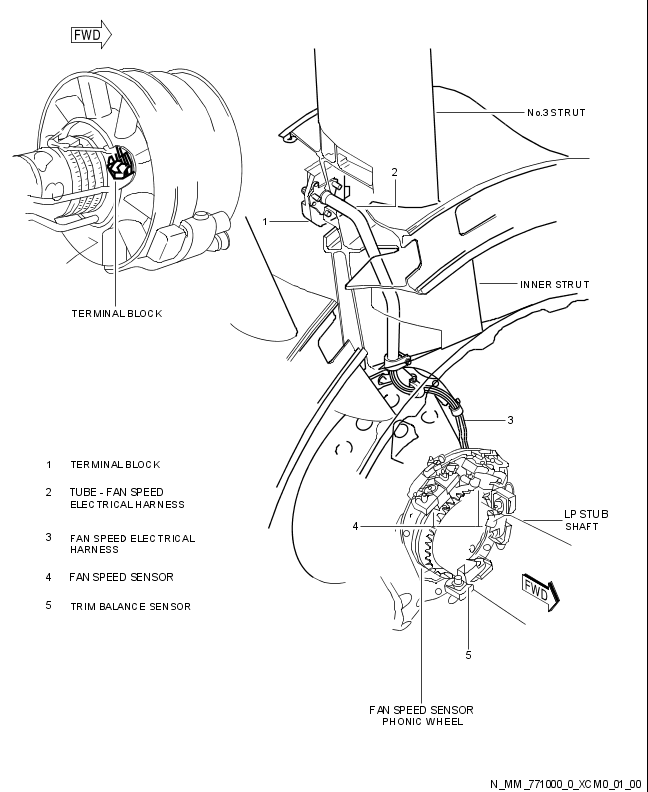 FWD
No.3 STRUT
2
1
INNER STRUT
TERMINAL BLOCK
3
1 TERMINAL BLOCK
2 TUBE - FAN SPEED
ELECTRICAL HARNESS
3 FAN SPEED ELECTRICAL
HARNESS
4 FAN SPEED SENSOR
5 TRIM BALANCE SENSOR
4
LP STUB
SHAFT
FWD
5
FAN SPEED SENSOR
PHONIC WHEEL
N_MM_771000_0_XCM0_01_00